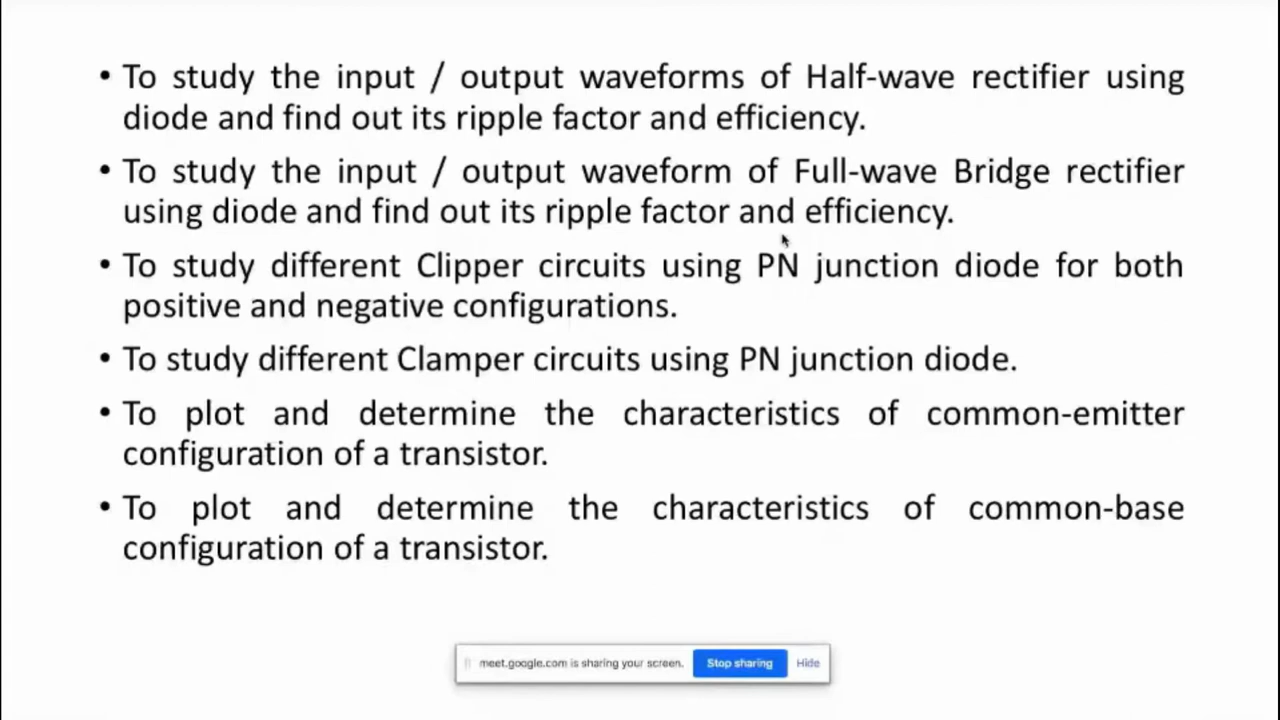 • To study the input / output waveforms of Half-wave rectifier using
diode and find out its ripple factor and efficiency.
• To study the input / output waveform of Full-wave Bridge rectifier
using diode and find out its ripple factor and efficiency.
• To study different Clipper circuits using PN junction diode for both
positive and negative configurations.
• To study different Clamper circuits using PN junction diode.
• To plot and determine the characteristics of common-emitter
configuration of a transistor.
• To plot and determine the characteristics of common-base
configuration of a transistor.
meet.google.com is sharing your screen. Stop sharing Hide